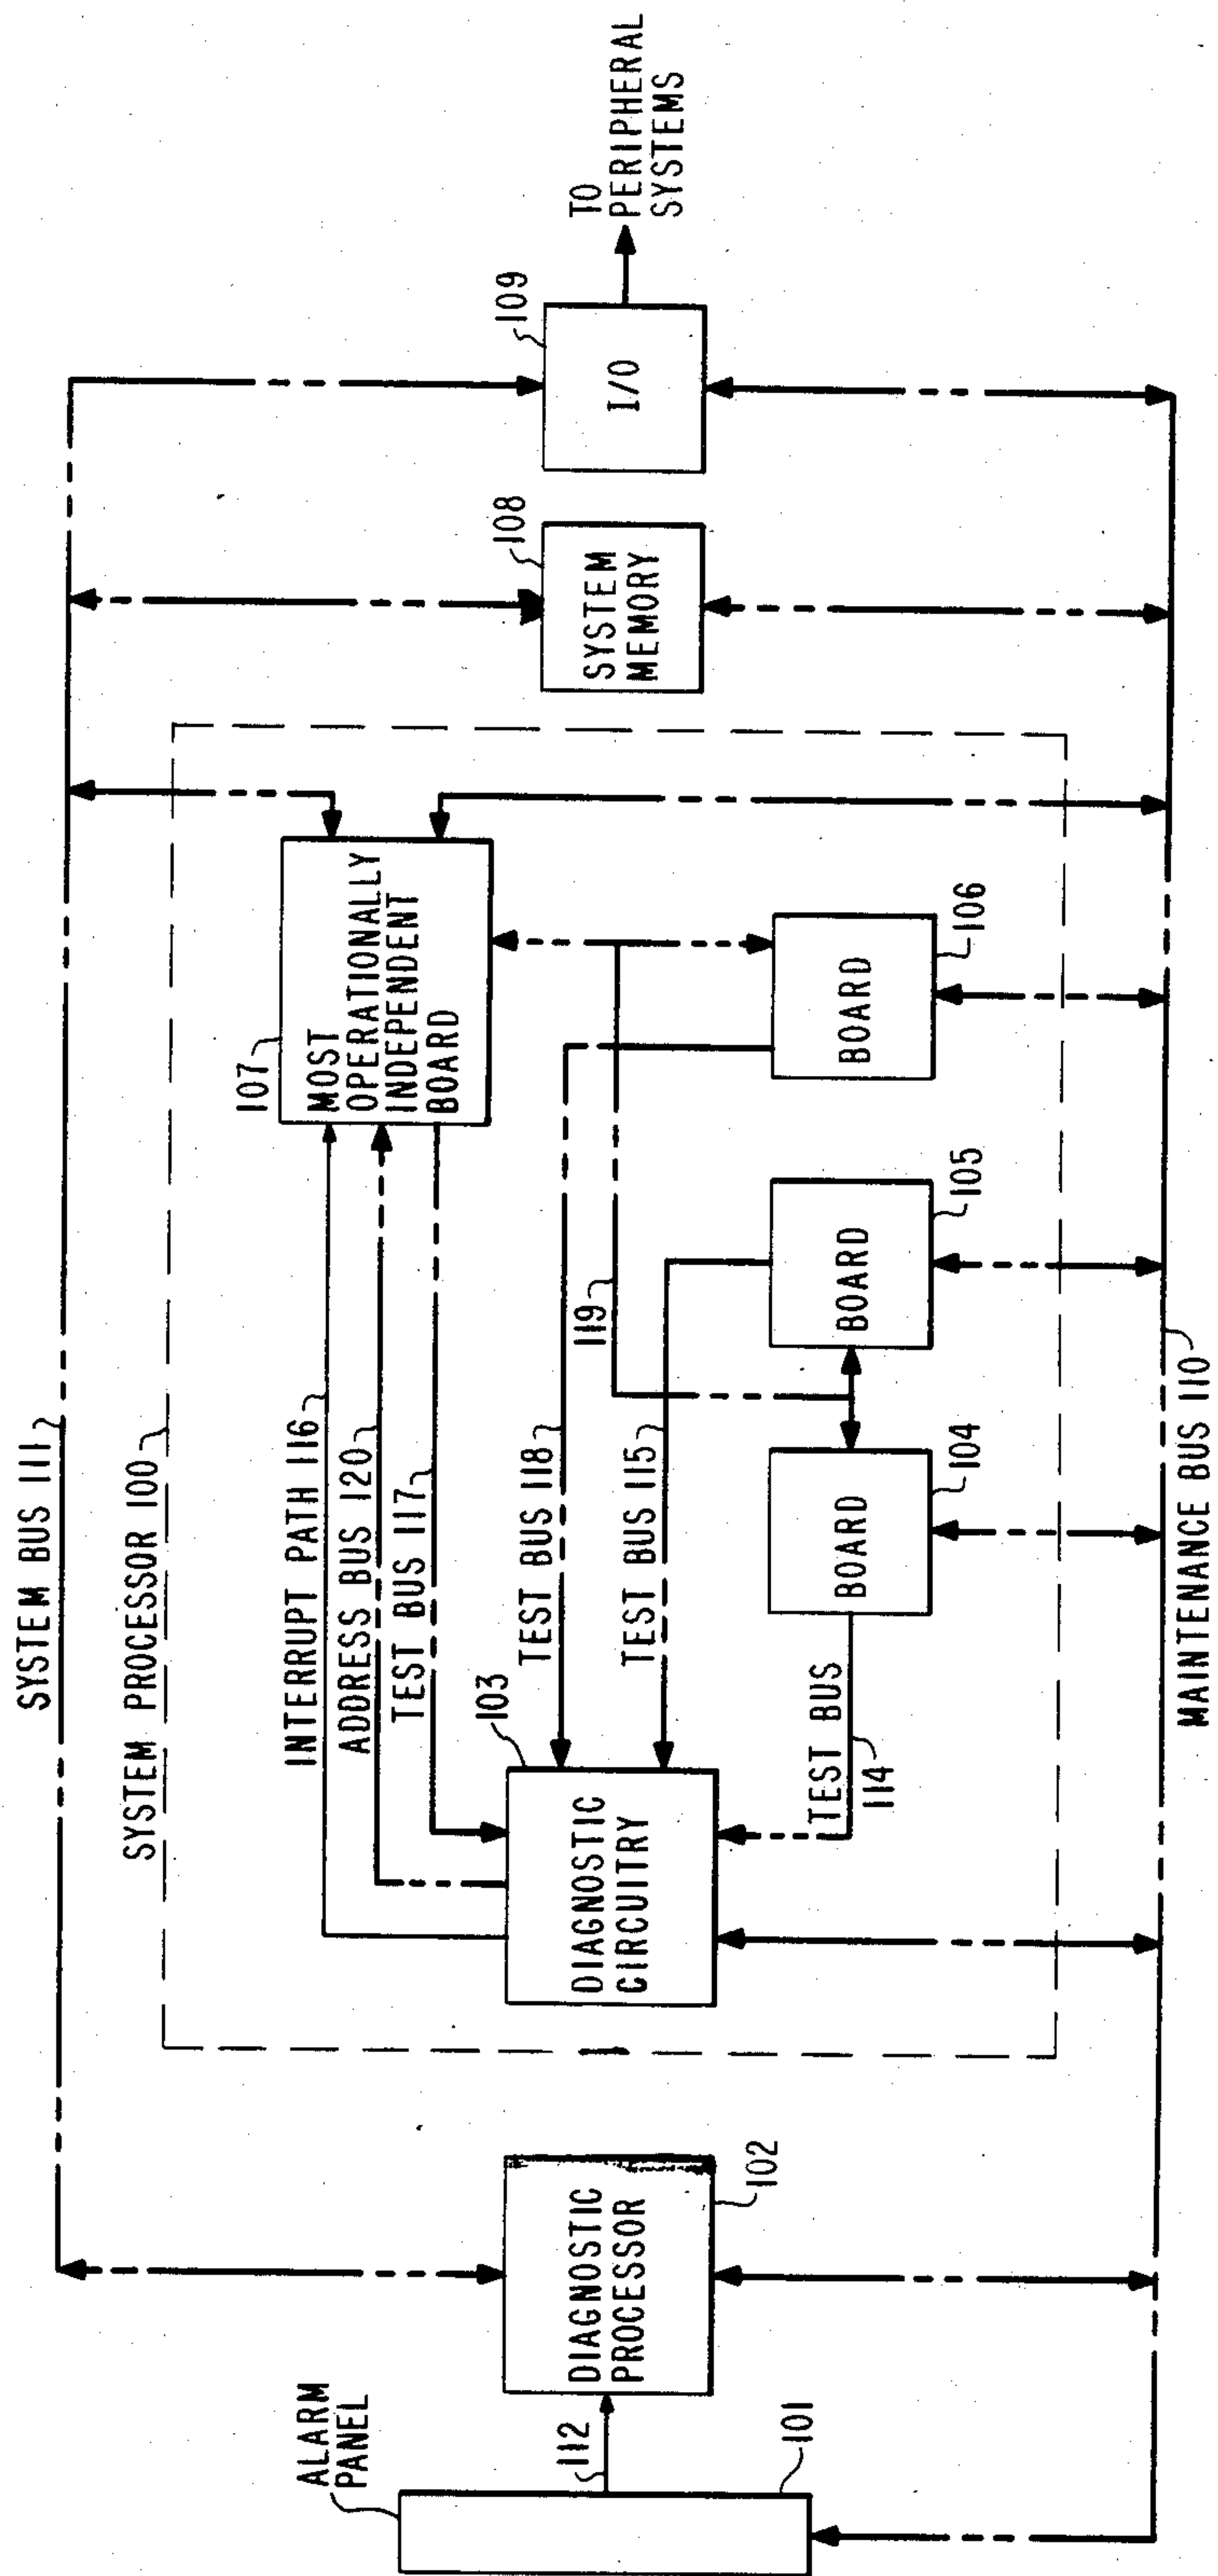 SYSTEM BUS 111
SYSTEM PROCESSOR 100
INTERRUPT PATH 116
ADDRESS BUS 120
TEST BUS 117
107
MOST
OPERATIONALLY
INDEPENDENT
BOARD
TEST BUS 118
119
TEST BUS 115
103
DIAGNOSTIC
CIRCUITRY
TEST BUS
114
BOARD
104
BOARD
105
BOARD
106
ALARM
PANEL
101
112
DIAGNOSTIC
PROCESSOR
102
108
SYSTEM
MEMORY
109
I/O
TO
PERIPHERAL
SYSTEMS
MAINTENANCE BUS 110